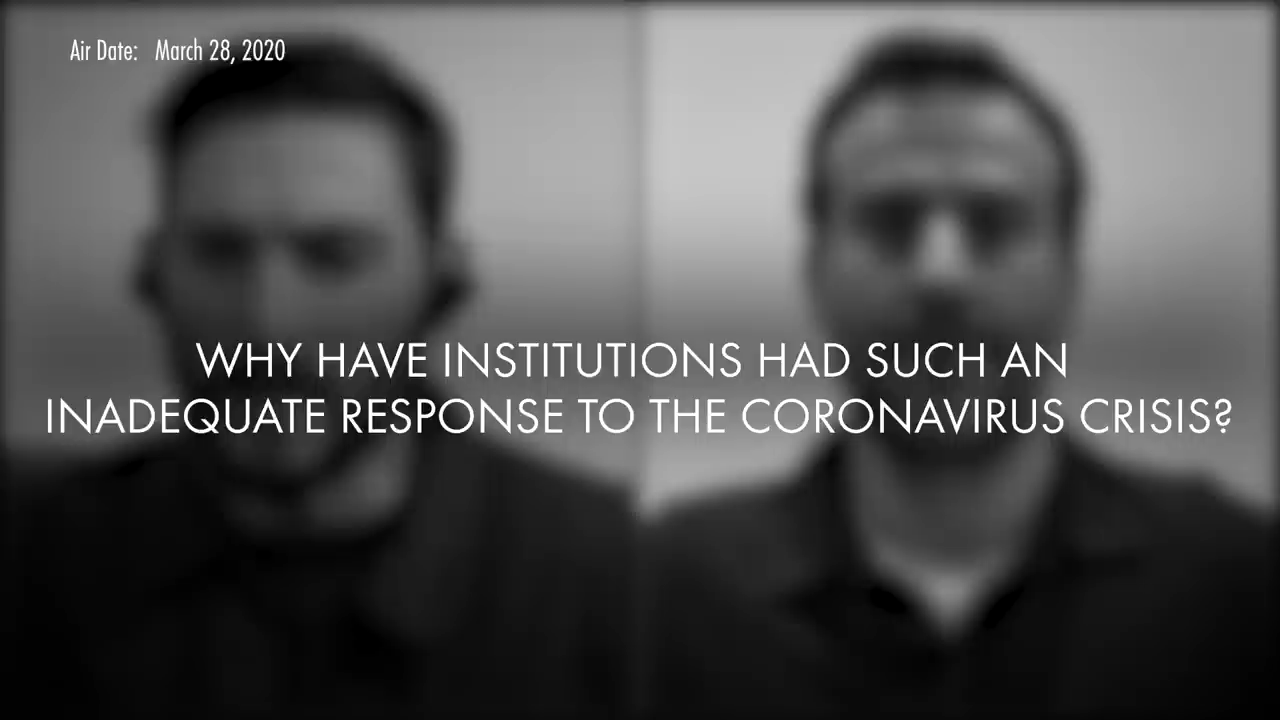 Air Date: March 28, 2020
WHY HAVE INSTITUTIONS HAD SUCH AN
INADEQUATE RESPONSE TO THE CORONAVIRUS CRISIS?